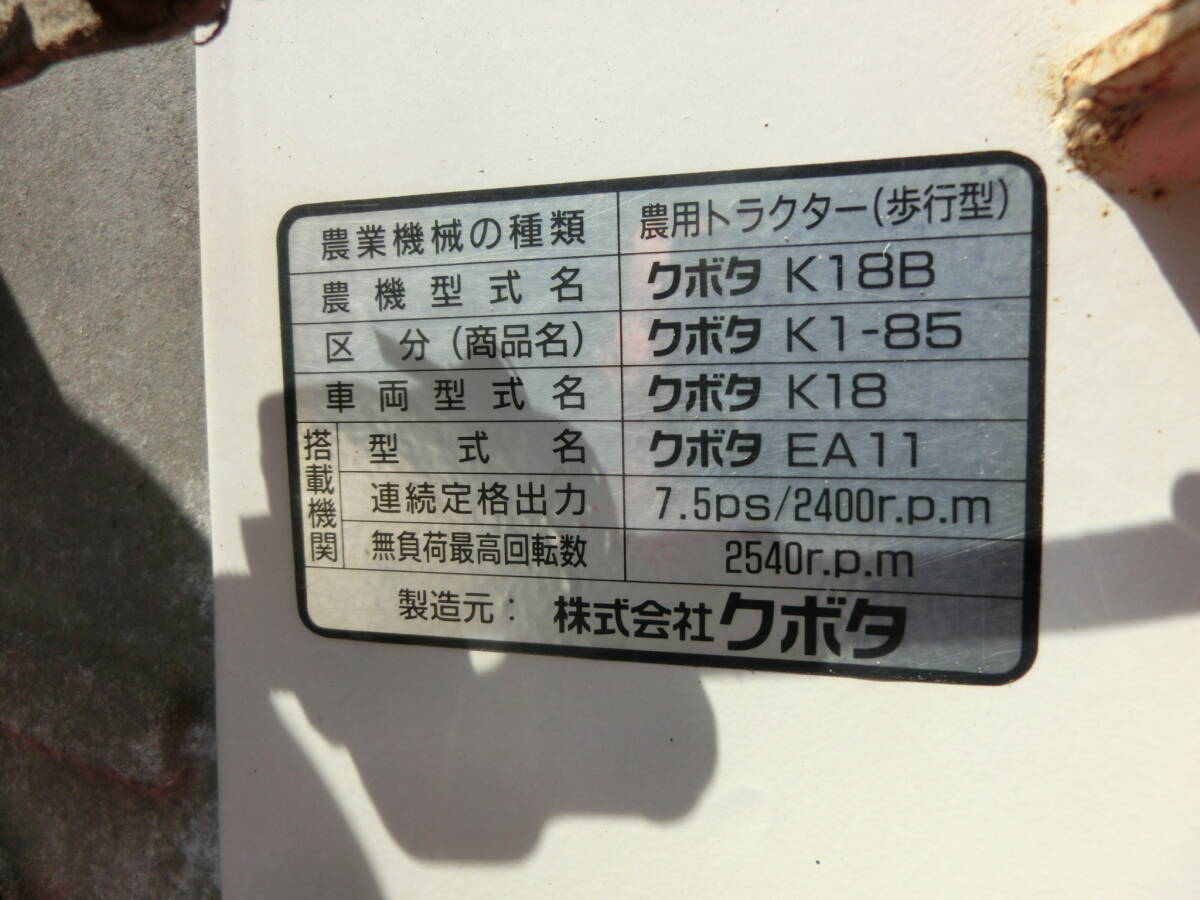 農業機械の種類 農用トラクター(歩行型)
農機型式名 クボタ K18B
区分(商品名) クボタ K1-85
車両型式名 クボタ K18
搭載機関
型式名 クボタ EA11
連続定格出力 7.5ps/2400r.p.m
無負荷最高回転数 2540r.p.m
製造元: 株式会社クボタ